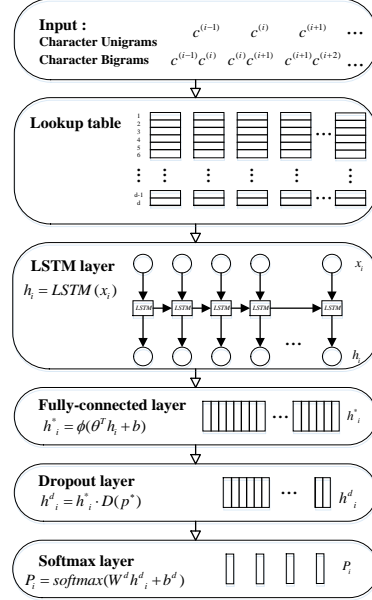 Input :
Character Unigrams c^{(i-1)} c^{(i)} c^{(i+1)} ...
Character Bigrams c^{(i-1)}c^{(i)} c^{(i)}c^{(i+1)} c^{(i+1)}c^{(i+2)} ...
Lookup table
1
2
3
4
5
6
...
d-1
d
LSTM layer x_i
h_i = LSTM(x_i)
LSTM LSTM LSTM LSTM LSTM
...
h_i
Fully-connected layer
h^*_i = ϕ(θ^T h_i + b) ... h^*_i
Dropout layer
h^d_i = h^*_i · D(p^*) ... h^d_i
Softmax layer
P_i = softmax(W^d h^d_i + b^d) P_i